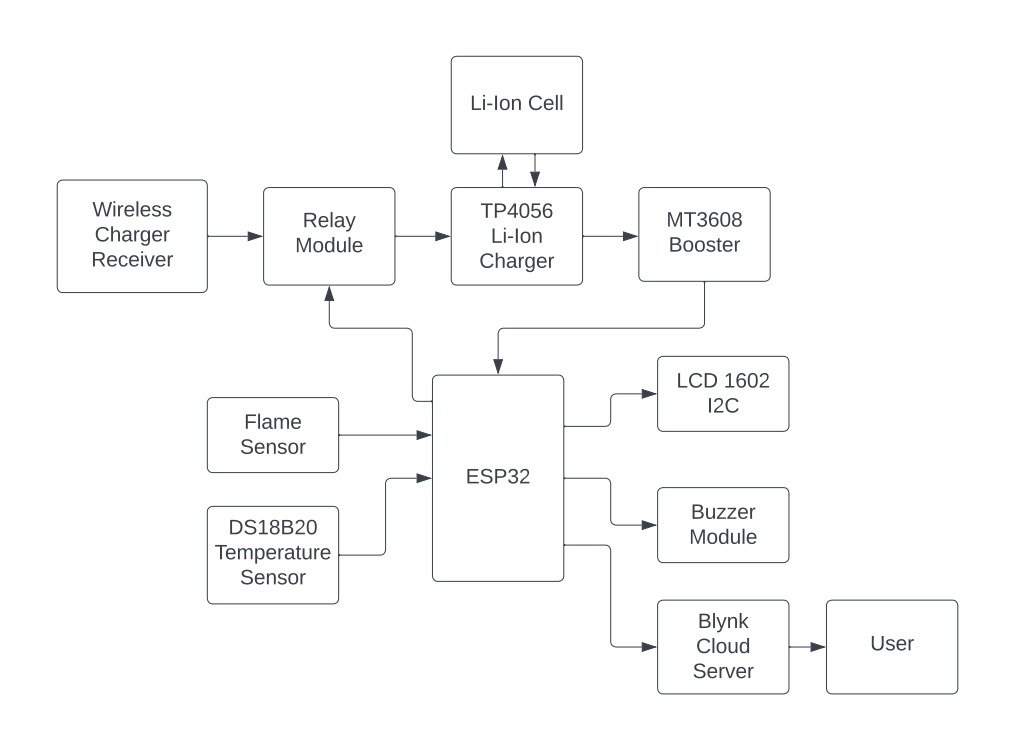 Li-Ion Cell
Wireless
Charger
Receiver
Relay
Module
TP4056
Li-Ion
Charger
MT3608
Booster
LCD 1602
I2C
Flame
Sensor
ESP32
DS18B20
Temperature
Sensor
Buzzer
Module
Blynk
Cloud
Server
User